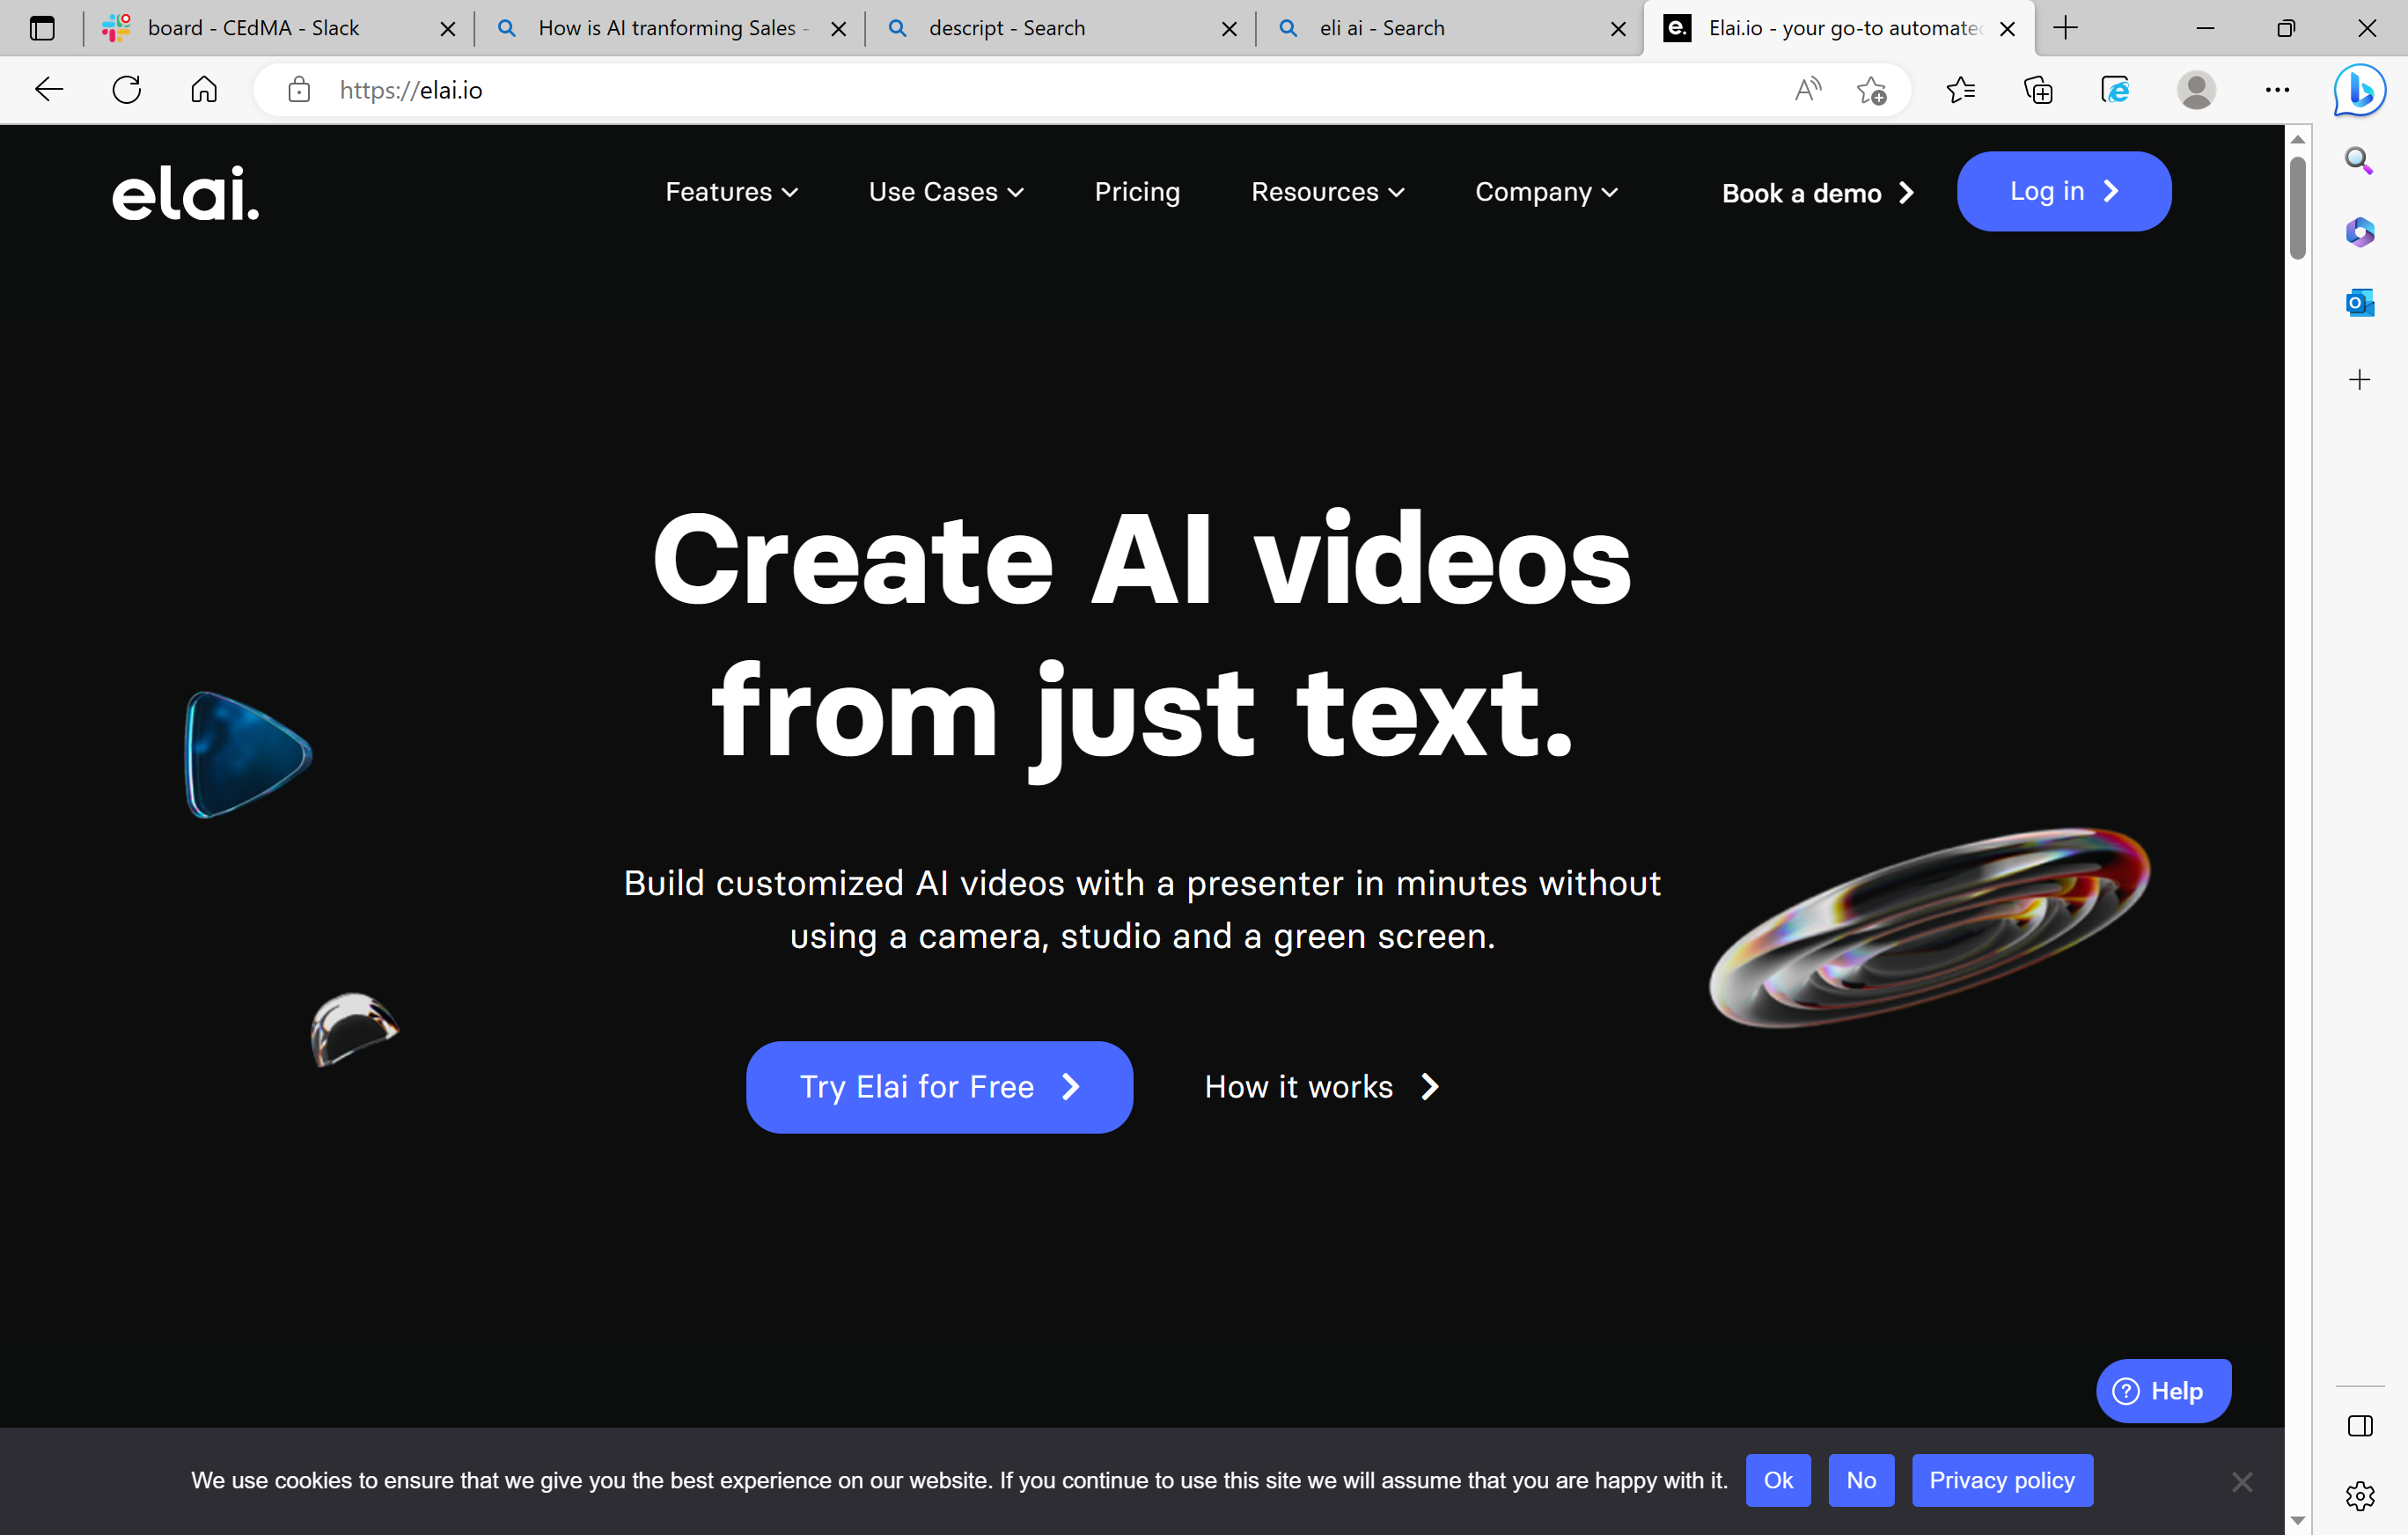 board - CEdMA - Slack
How is AI tranforming Sales -
descript - Search
eli ai - Search
e. Elai.io - your go-to automated
https://elai.io
elai.
Features
Use Cases
Pricing
Resources
Company
Book a demo
Log in
Create AI videos
from just text.
Build customized AI videos with a presenter in minutes without
using a camera, studio and a green screen.
Try Elai for Free
How it works
Help
We use cookies to ensure that we give you the best experience on our website. If you continue to use this site we will assume that you are happy with it.
Ok
No
Privacy policy